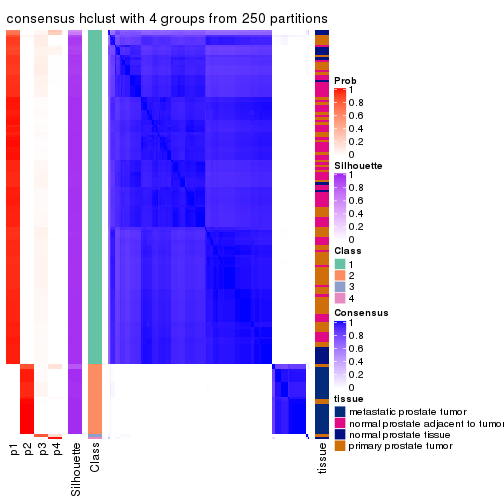 consensus hclust with 4 groups from 250 partitions
Prob
1
0.8
0.6
0.4
0.2
0
Silhouette
1
0.8
0.6
0.4
0.2
0
Class
1
2
3
4
Consensus
1
0.8
0.6
0.4
0.2
0
tissue
metastatic prostate tumor
normal prostate adjacent to tumor
normal prostate tissue
primary prostate tumor
p1
p2
p3
p4
Silhouette
Class
tissue